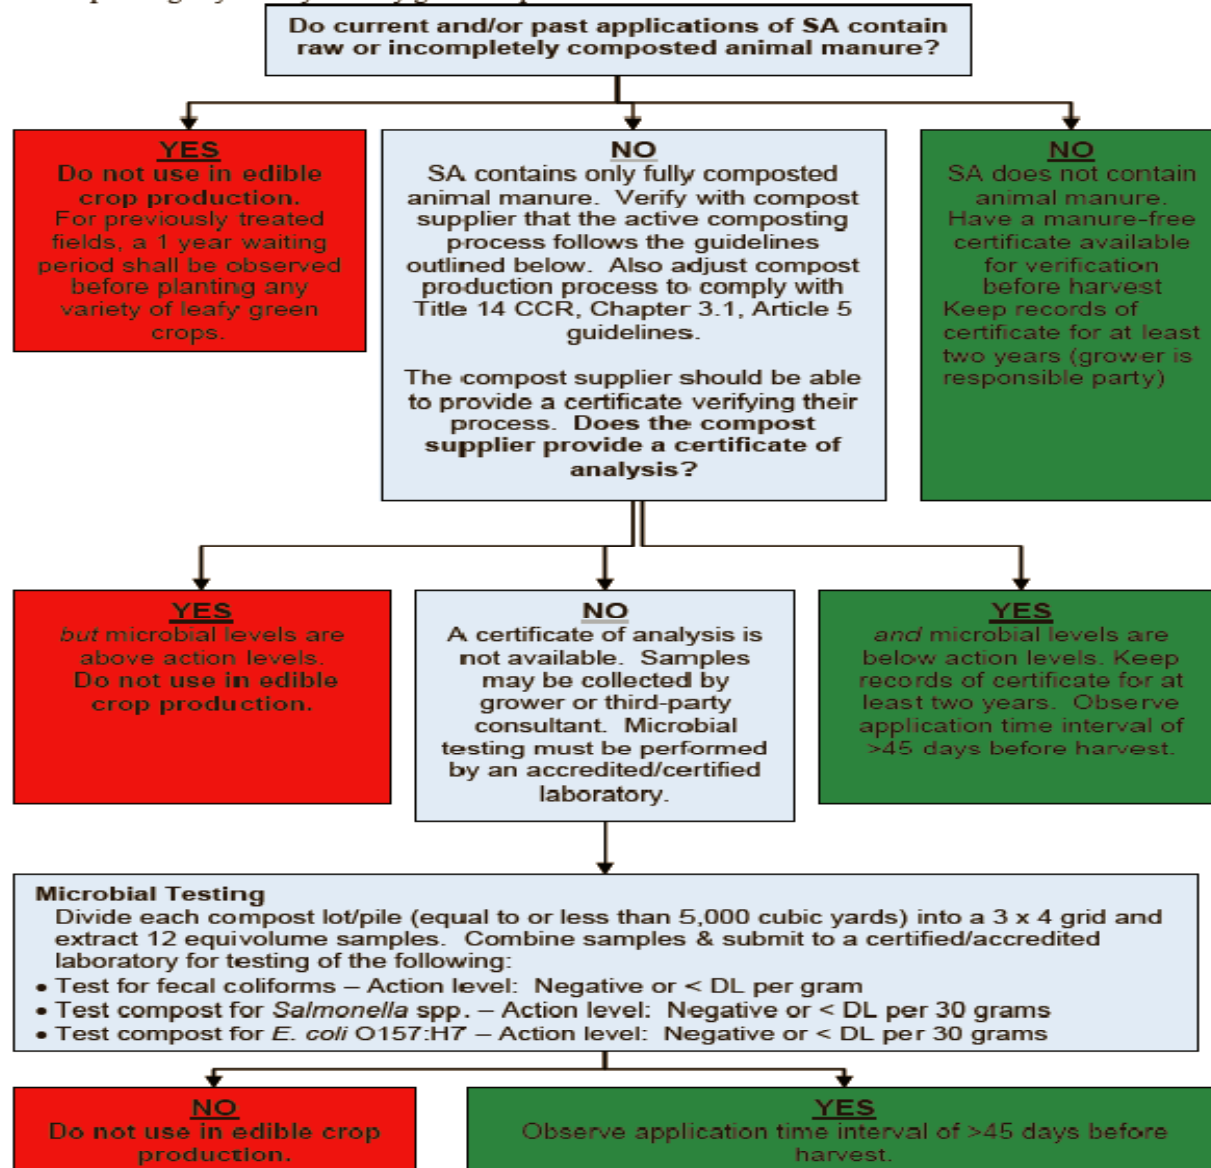 Do current and/or past applications of SA contain
raw or incompletely composted animal manure?
YES
Do not use in edible
crop production.
For previously treated
fields, a 1 year waiting
period shall be observed
before planting any
variety of leafy green
crops.
NO
SA contains only fully composted
animal manure. Verify with compost
supplier that the active composting
process follows the guidelines
outlined below. Also adjust compost
production process to comply with
Title 14 CCR, Chapter 3.1, Article 5
guidelines.
The compost supplier should be able
to provide a certificate verifying their
process. Does the compost
supplier provide a certificate of
analysis?
NO
SA does not contain
animal manure.
Have a manure-free
certificate available
for verification
before harvest
Keep records of
certificate for at least
two years (grower is
responsible party)
YES
but microbial levels are
above action levels.
Do not use in edible
crop production.
NO
A certificate of analysis is
not available. Samples
may be collected by
grower or third-party
consultant. Microbial
testing must be performed
by an accredited/certified
laboratory.
YES
and microbial levels are
below action levels. Keep
records of certificate for at
least two years. Observe
application time interval of
>45 days before harvest.
Microbial Testing
Divide each compost lot/pile (equal to or less than 5,000 cubic yards) into a 3 x 4 grid and
extract 12 equivolume samples. Combine samples & submit to a certified/accredited
laboratory for testing of the following:
• Test for fecal coliforms – Action level: Negative or < DL per gram
• Test compost for Salmonella spp. – Action level: Negative or < DL per 30 grams
• Test compost for E. coli O157:H7 – Action level: Negative or < DL per 30 grams
NO
Do not use in edible crop
production.
YES
Observe application time interval of >45 days before
harvest.